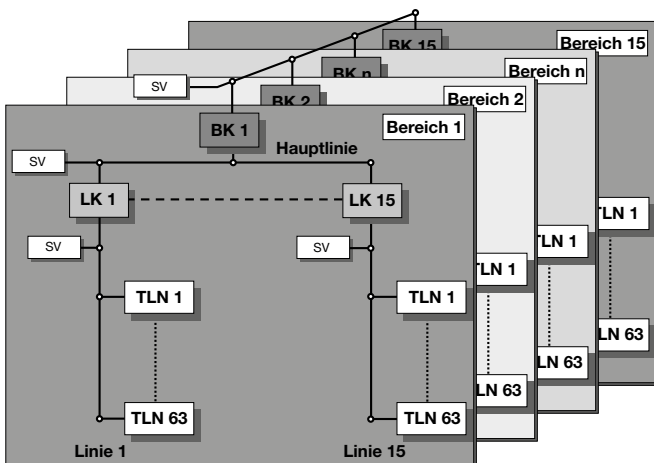 BK 15
Bereich 15
BK n
Bereich n
SV
BK 2
Bereich 2
BK 1
Bereich 1
Hauptlinie
SV
LK 1
LK 15
TLN 1
SV
SV
TLN 1
TLN 1
TLN 1
TLN 1
LN 63
LN 63
LN 63
TLN 63
TLN 63
Linie 1
Linie 15